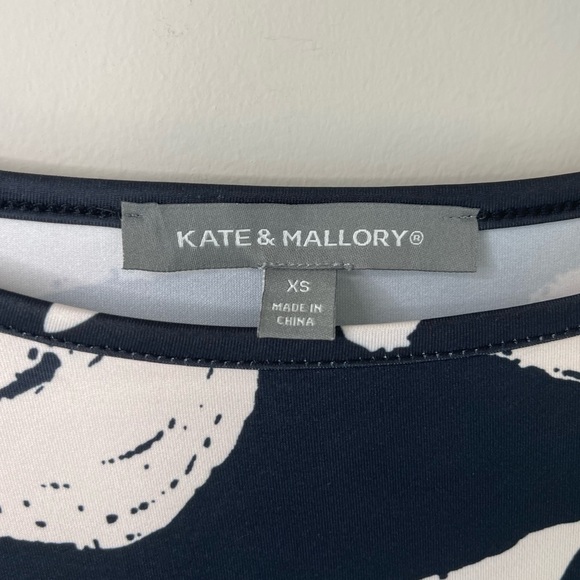 KATE & MALLORY®
XS
MADE IN
CHINA